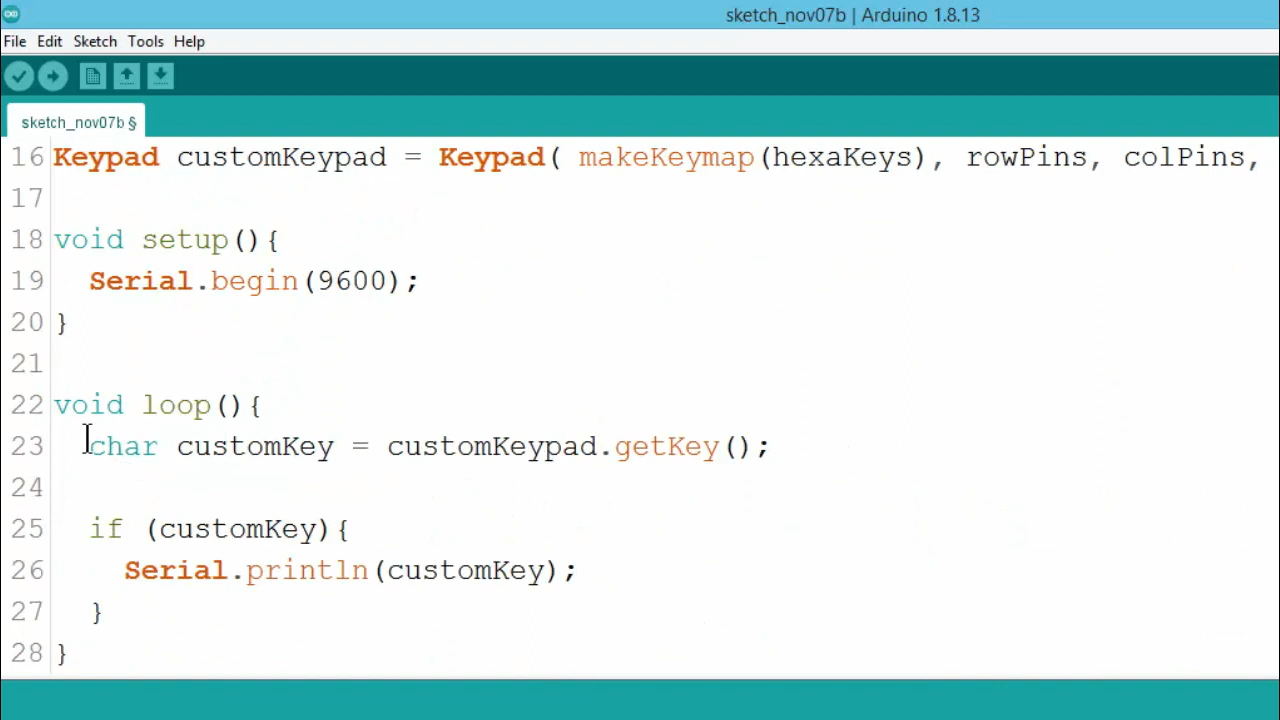 sketch_nov07b | Arduino 1.8.13
File Edit Sketch Tools Help
sketch_nov07b §
16 Keypad customKeypad = Keypad( makeKeymap(hexaKeys), rowPins, colPins,
17
18 void setup(){
19   Serial.begin(9600);
20 }
21
22 void loop(){
23   char customKey = customKeypad.getKey();
24
25   if (customKey){
26     Serial.println(customKey);
27   }
28 }